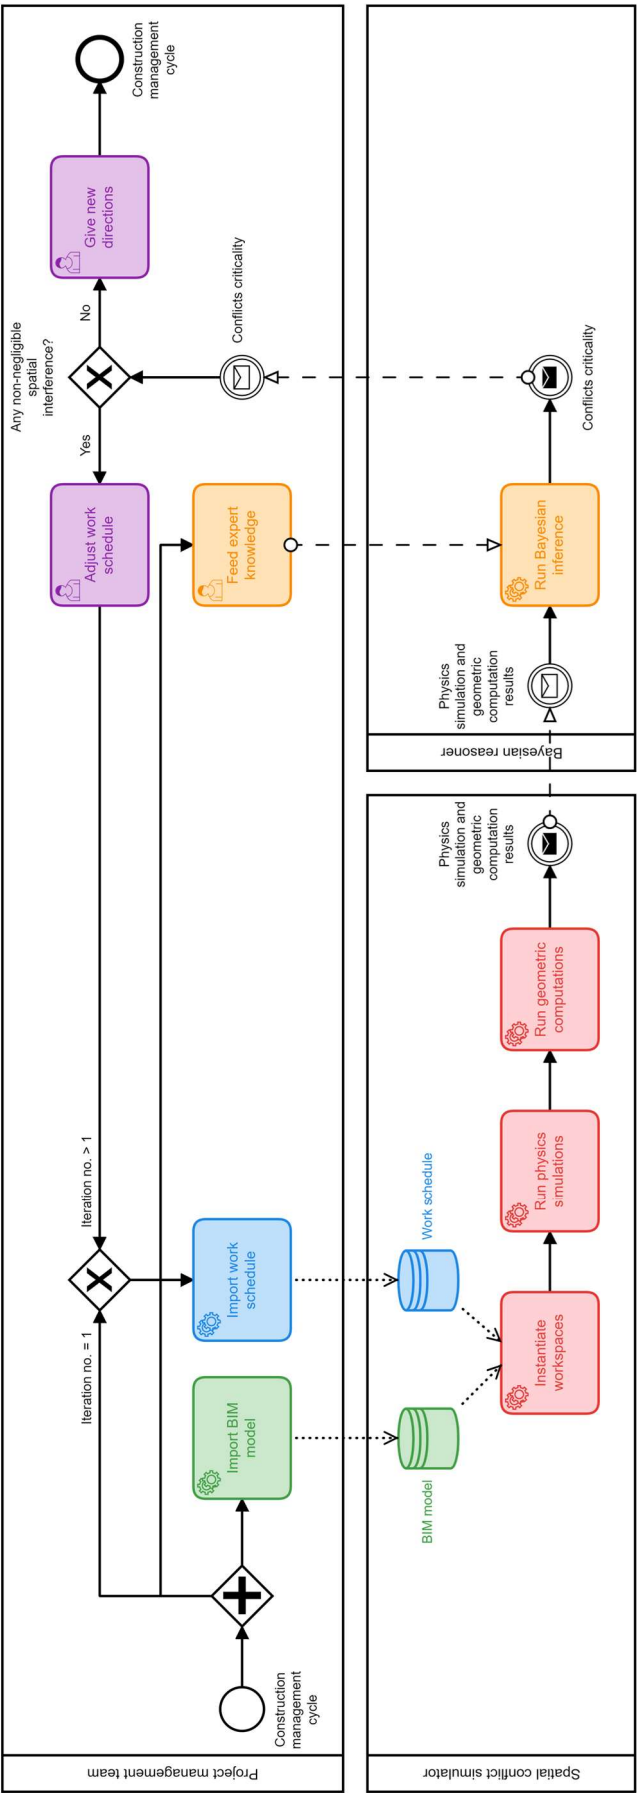 Project management team
Construction
management
cycle
Import BIM
model
Iteration no. = 1
Import work
schedule
Iteration no. > 1
Feed expert
knowledge
Adjust work
schedule
Yes
Any non-negligible
spatial
interference?
No
Conflicts criticality
Give new
directions
Construction
management
cycle
Spatial conflict simulator
BIM model
Work schedule
Instantiate
workspaces
Run physics
simulations
Run geometric
computations
Physics
simulation and
geometric
computation
results
Bayesian reasoner
Physics
simulation and
geometric
computation
results
Run Bayesian
inference
Conflicts criticality